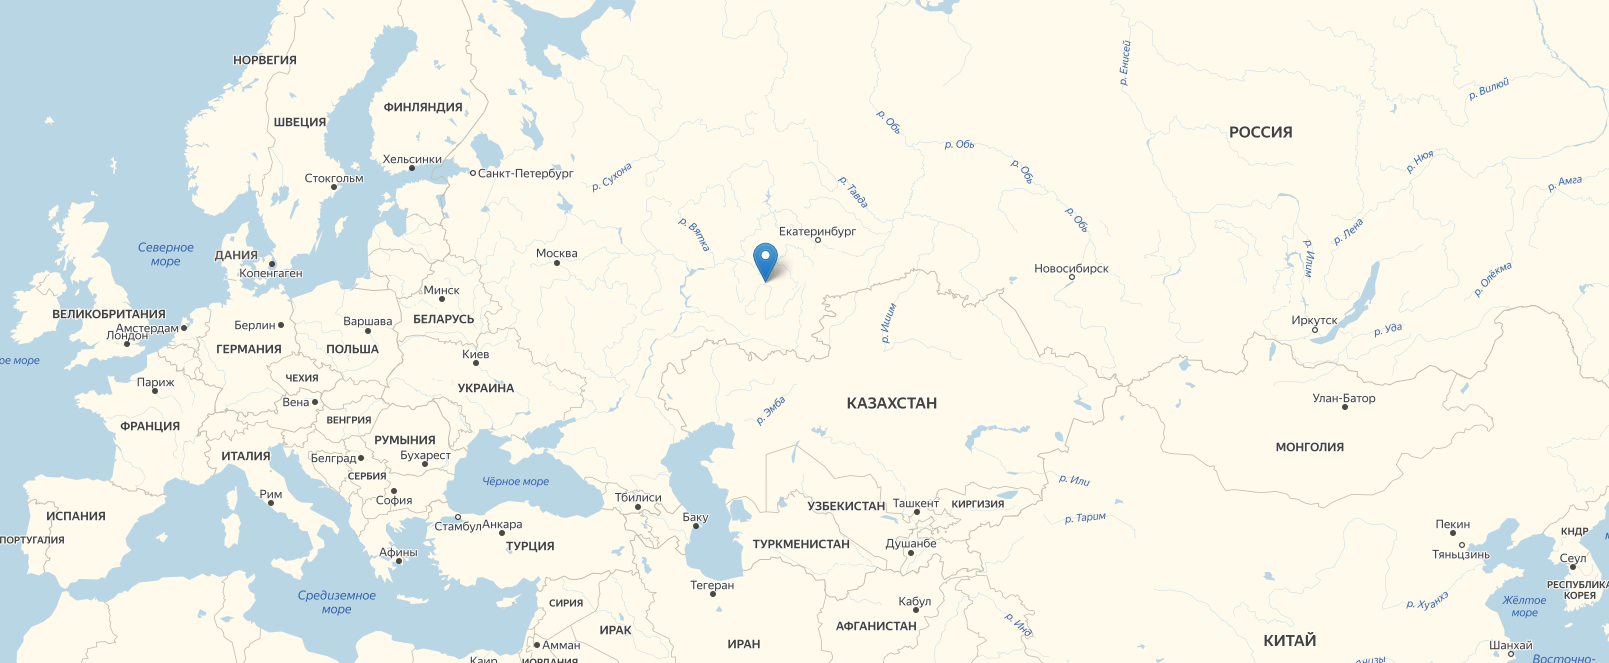 НОРВЕГИЯ
р. Енисей
р. Вилюй
ФИНЛЯНДИЯ
ШВЕЦИЯ
р. Обь
РОССИЯ
р. Обь
Хельсинки
р. Нюя
Санкт-Петербург
р. Обь
Стокгольм
р. Сухона
р. Тавда
р. Амга
р. Обь
Екатеринбург
р. Вятка
р. Лена
Северное
море
ДАНИЯ
Москва
р. Илим
Копенгаген
Новосибирск
р. Олёкма
Минск
ВЕЛИКОБРИТАНИЯ
БЕЛАРУСЬ
Иркутск
Амстердам
Берлин
Варшава
р. Ишим
р. Уда
Лондон
ГЕРМАНИЯ
ПОЛЬША
Киев
ое море
ЧЕХИЯ
Париж
УКРАИНА
Вена
КАЗАХСТАН
Улан-Батор
р. Эмба
ВЕНГРИЯ
ФРАНЦИЯ
РУМЫНИЯ
МОНГОЛИЯ
ИТАЛИЯ
Белград
Бухарест
СЕРБИЯ
Чёрное море
р. Или
Рим
София
Тбилиси
УЗБЕКИСТАН
Ташкент
КИРГИЗИЯ
ИСПАНИЯ
Баку
р. Тарим
Стамбул
Анкара
Пекин
КНДР
ПОРТУГАЛИЯ
ТУРЦИЯ
ТУРКМЕНИСТАН
Душанбе
Афины
Тяньцзинь
Сеул
Тегеран
РЕСПУБЛИКА
КОРЕЯ
Средиземное
море
СИРИЯ
Кабул
р. Хуанхэ
Жёлтое
море
ИРАК
АФГАНИСТАН
р. Инд
ИРАН
КИТАЙ
Амман
Шанхай
Каир
ИОРДАНИЯ
Янцзы
Восточно-